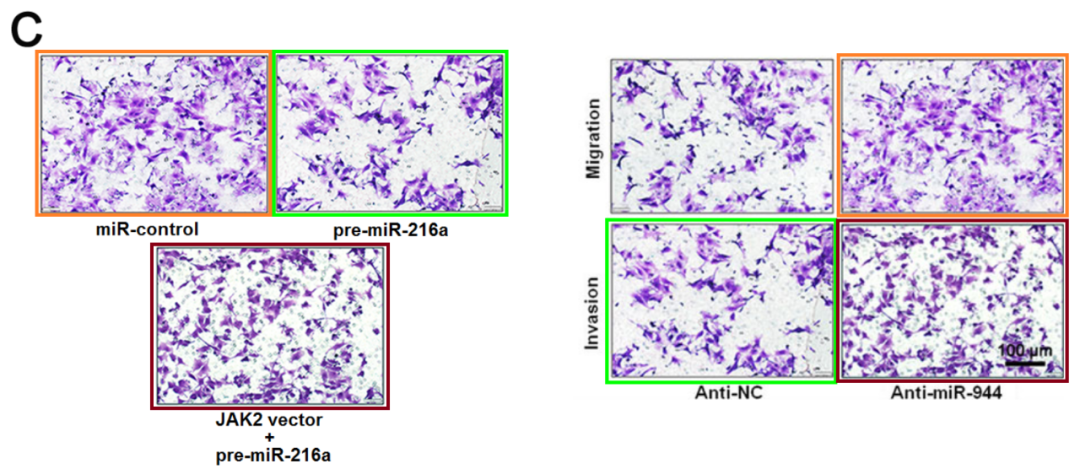 C
miR-control
pre-miR-216a
JAK2 vector
+
pre-miR-216a
Migration
Invasion
100 µm
Anti-NC
Anti-miR-944